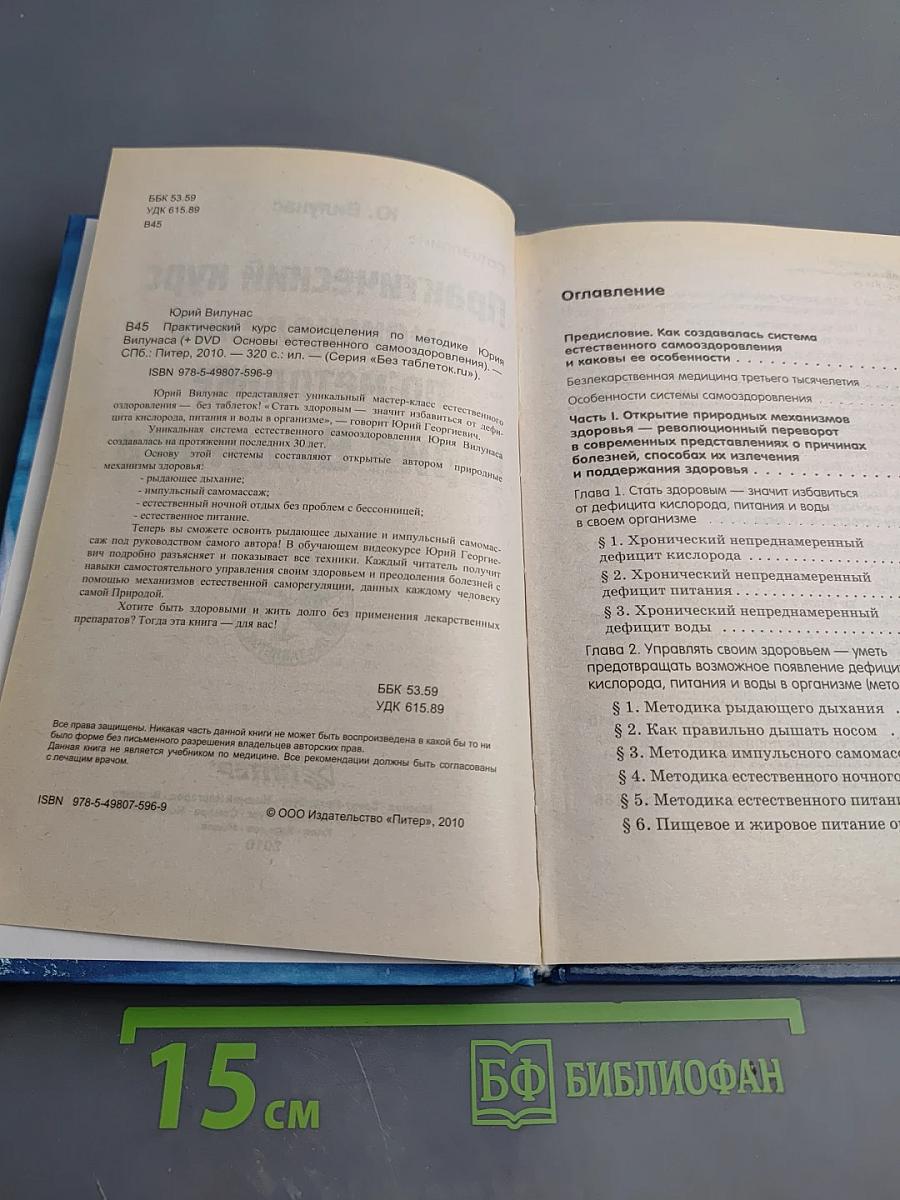 ББК 53.59
УДК 615.89
В45
Юрий Вилунас
В45 Практический курс самоисцеления по методике Юрия
Вилунаса (+ DVD Основы естественного самооздоровления). —
СПб.: Питер, 2010. — 320 с.: ил. — (Серия «Без таблеток.ru»).
ISBN 978-5-49807-596-9
Юрий Вилунас представляет уникальный мастер-класс естественного
оздоровления — без таблеток! «Стать здоровым — значит избавиться от дефи-
цита кислорода, питания и воды в организме», — говорит Юрий Георгиевич.
Уникальная система естественного самооздоровления Юрия Вилунаса
создавалась на протяжении последних 30 лет.
Основу этой системы составляют открытые автором природные
механизмы здоровья:
- рыдающее дыхание;
- импульсный самомассаж;
- естественный ночной отдых без проблем с бессонницей;
- естественное питание.
Теперь вы сможете освоить рыдающее дыхание и импульсный самомас-
саж под руководством самого автора! В обучающем видеокурсе Юрий Георгие-
вич подробно разъясняет и показывает все техники. Каждый читатель получит
навыки самостоятельного управления своим здоровьем и преодоления болезней с
помощью механизмов естественной саморегуляции, данных каждому человеку
самой Природой.
Хотите быть здоровыми и жить долго без применения лекарственных
препаратов? Тогда эта книга — для вас!
ББК 53.59
УДК 615.89
Все права защищены. Никакая часть данной книги не может быть воспроизведена в какой бы то ни
было форме без письменного разрешения владельцев авторских прав.
Данная книга не является учебником по медицине. Все рекомендации должны быть согласованы
с лечащим врачом.
ISBN 978-5-49807-596-9
© ООО Издательство «Питер», 2010
Оглавление
Предисловие. Как создавалась система
естественного самооздоровления
и каковы ее особенности . . . . . . . . . . . .
Безлекарственная медицина третьего тысячелетия
Особенности системы самооздоровления
Часть I. Открытие природных механизмов
здоровья — революционный переворот
в современных представлениях о причинах
болезней, способах их излечения
и поддержания здоровья . . . . . . . . . . .
Глава 1. Стать здоровым — значит избавиться
от дефицита кислорода, питания и воды
в своем организме . . . . . . . . . . . . . .
§ 1. Хронический непреднамеренный
дефицит кислорода . . . . . . . . . . . .
§ 2. Хронический непреднамеренный
дефицит питания . . . . . . . . . . . . .
§ 3. Хронический непреднамеренный
дефицит воды . . . . . . . . . . . . . .
Глава 2. Управлять своим здоровьем — уметь
предотвращать возможное появление дефици
кислорода, питания и воды в организме (мето
§ 1. Методика рыдающего дыхания .
§ 2. Как правильно дышать носом .
§ 3. Методика импульсного самомасс
§ 4. Методика естественного ночного
§ 5. Методика естественного питани
§ 6. Пищевое и жировое питание о
15 см
БФ БИБЛИОФАН